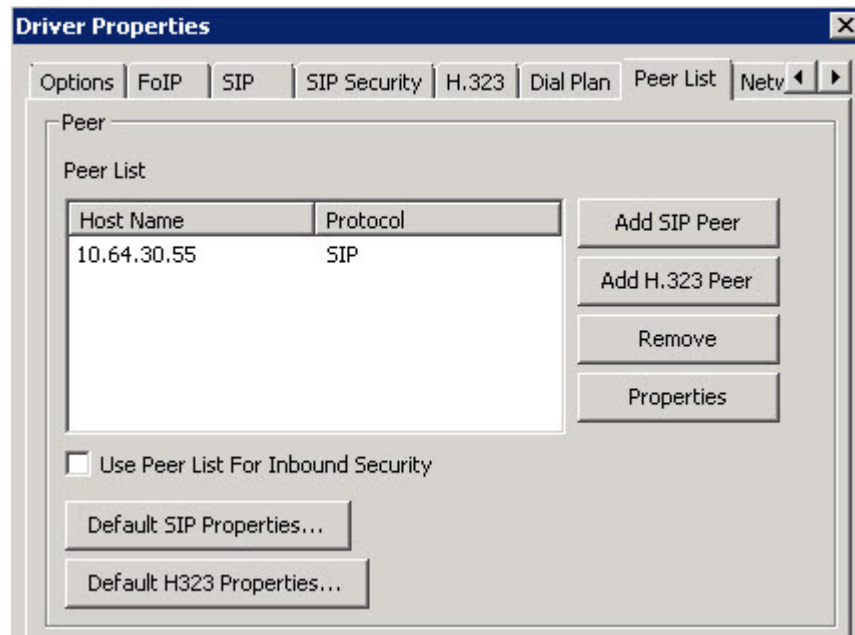 Driver Properties
Options FoIP SIP SIP Security H.323 Dial Plan Peer List Netw
Peer
Peer List
Host Name Protocol Add SIP Peer
10.64.30.55 SIP
Add H.323 Peer
Remove
Properties
Use Peer List For Inbound Security
Default SIP Properties...
Default H323 Properties...